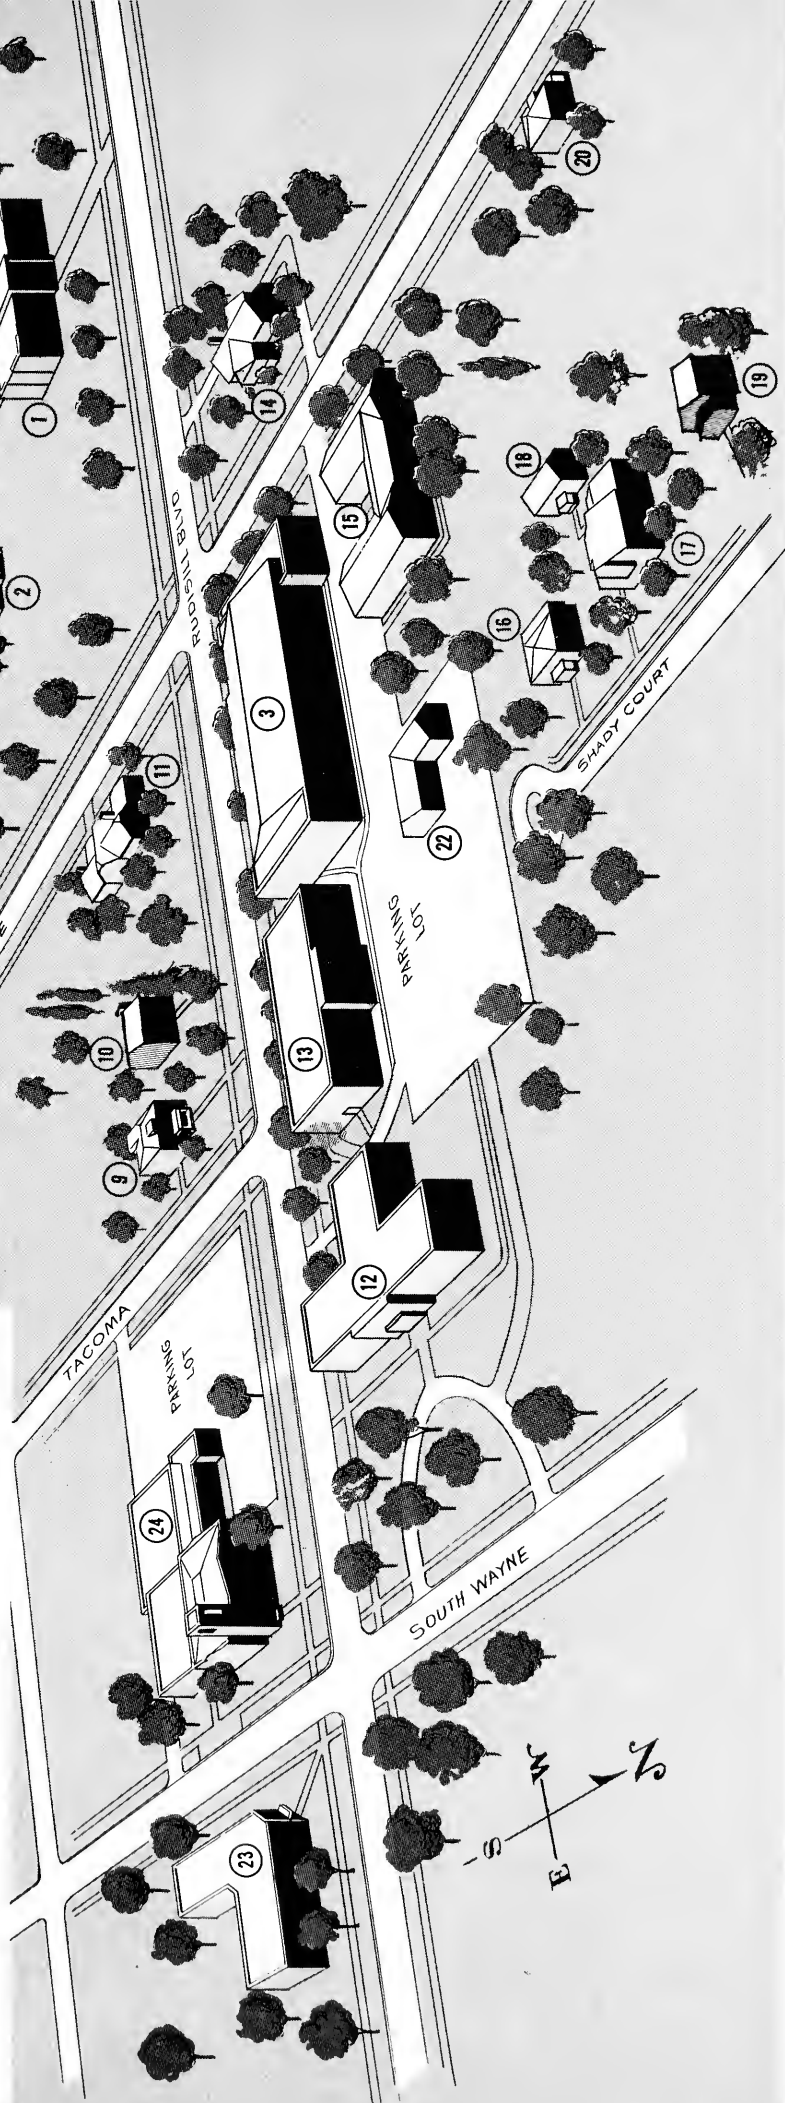 1
2
RUDISILL BLVD
14
20
15
18
19
3
16
17
11
SHADY COURT
22
10
PARKING
LOT
13
9
12
TACOMA
PARKING
LOT
24
SOUTH WAYNE
S
W
E
N
23